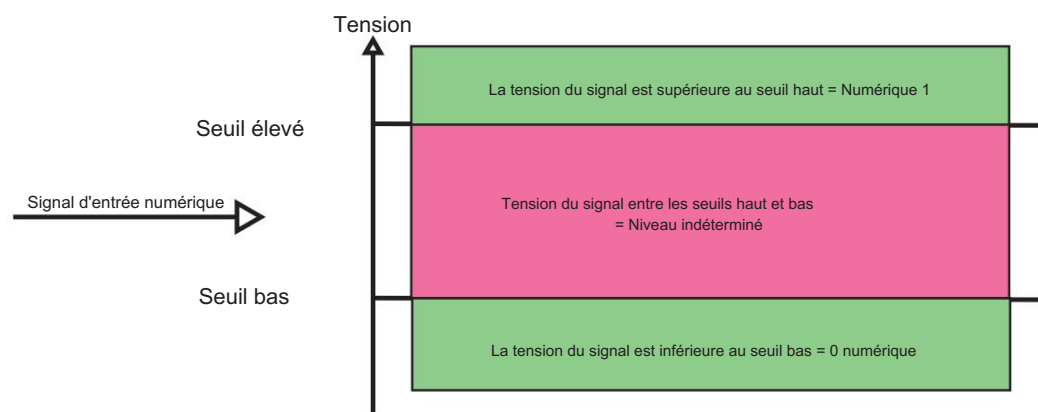 Tension
La tension du signal est supérieure au seuil haut = Numérique 1
Seuil élevé
Signal d'entrée numérique
Tension du signal entre les seuils haut et bas
= Niveau indéterminé
Seuil bas
La tension du signal est inférieure au seuil bas = 0 numérique